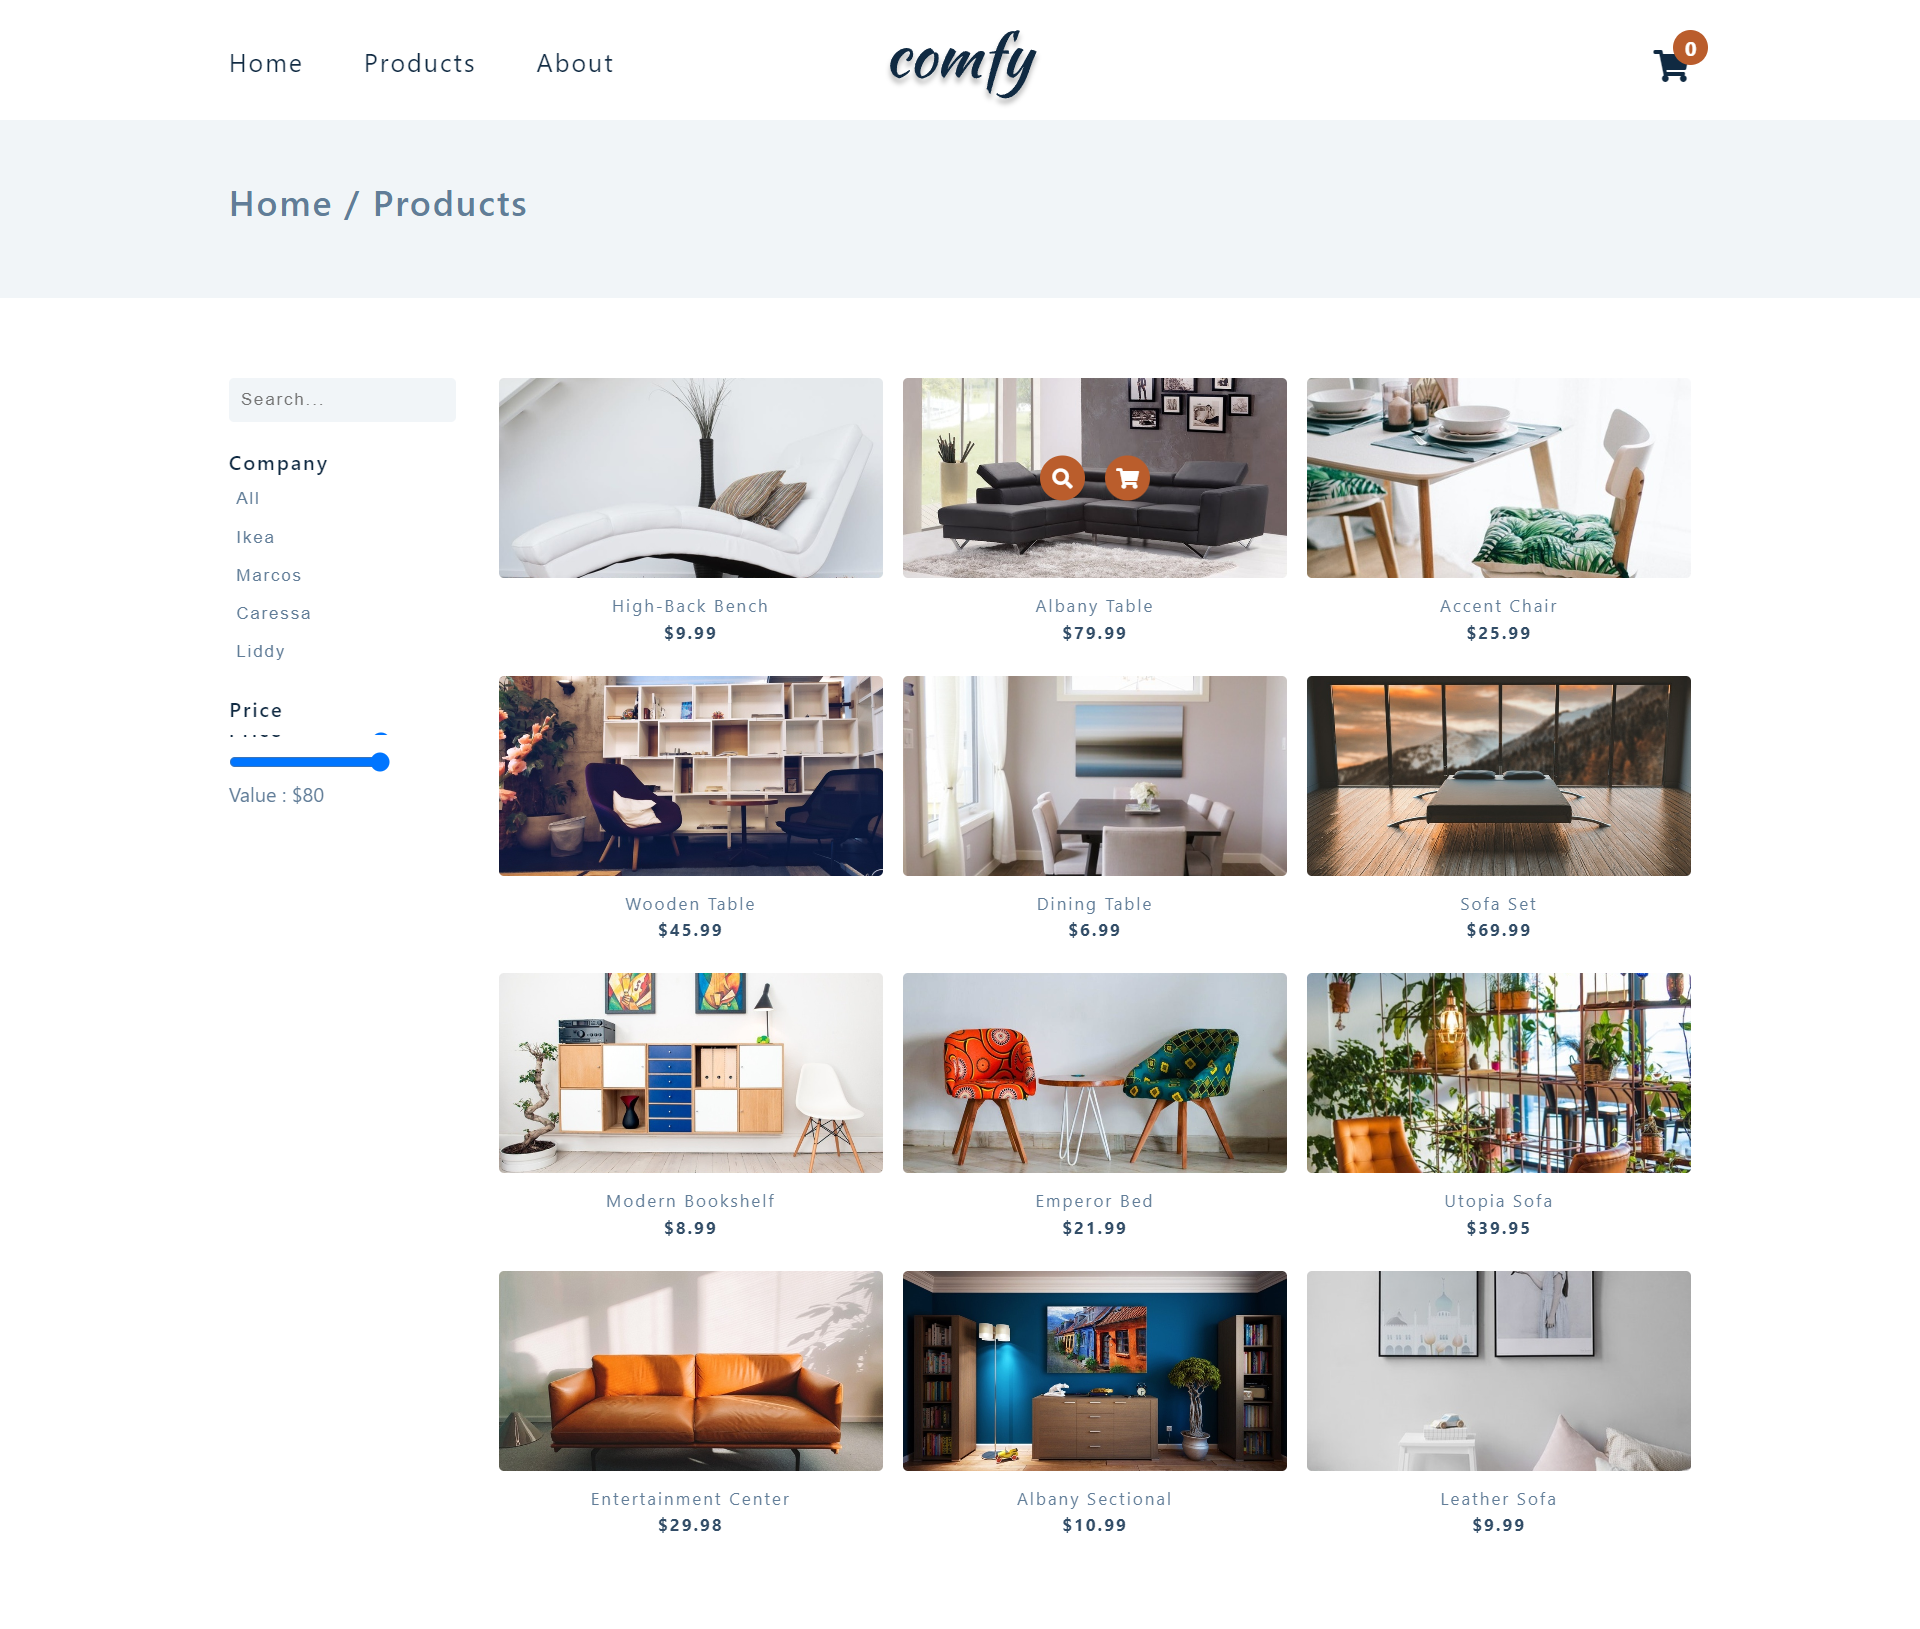 Home
Products
About
comfy
0
Home / Products
Search...
Company
All
Ikea
Marcos
Caressa
Liddy
Price
Value : $80
High-Back Bench
$9.99
Albany Table
$79.99
Accent Chair
$25.99
Wooden Table
$45.99
Dining Table
$6.99
Sofa Set
$69.99
Modern Bookshelf
$8.99
Emperor Bed
$21.99
Utopia Sofa
$39.95
Entertainment Center
$29.98
Albany Sectional
$10.99
Leather Sofa
$9.99